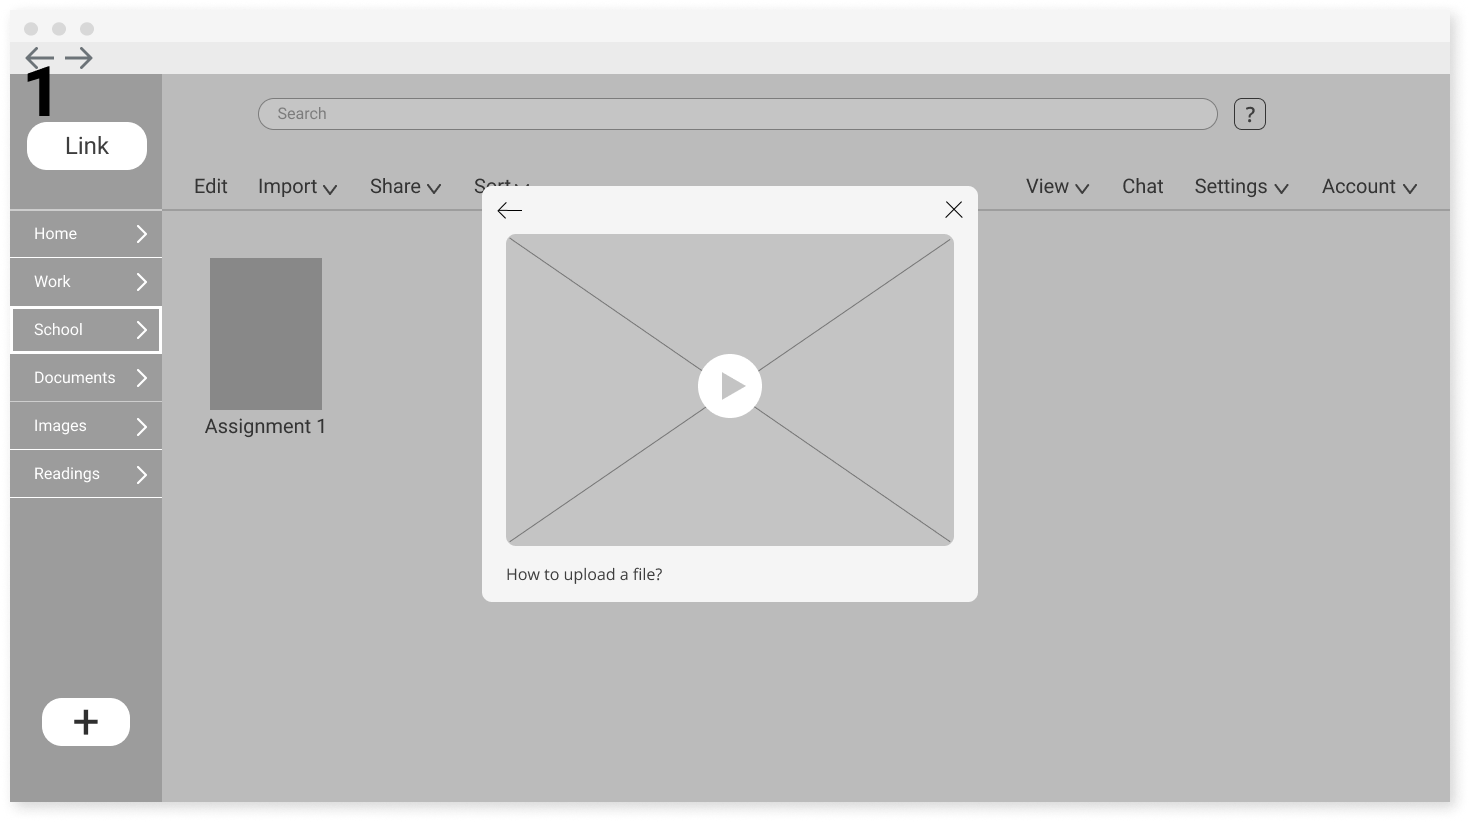 1
Link
Search
?
Edit Import Share Sort View Chat Settings Account
Home
Work
School
Documents
Images
Readings
Assignment 1
How to upload a file?
+